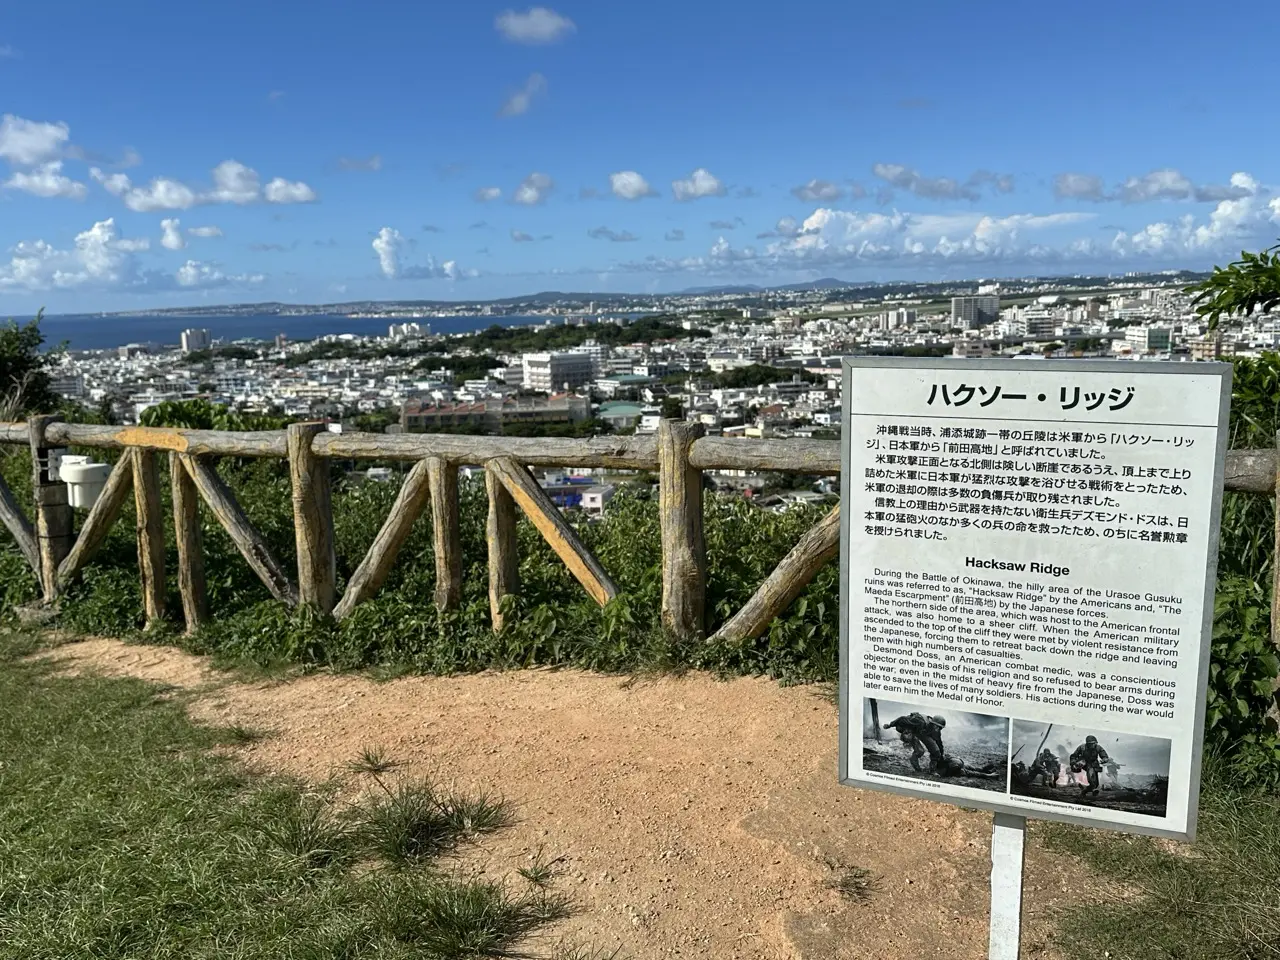 ハクソー・リッジ
沖縄戦当時、浦添城跡一帯の丘陵は米軍から「ハクソー・リッ
ジ」、日本軍から「前田高地」と呼ばれていました。
米軍攻撃正面となる北側は険しい断崖であるうえ、頂上まで上り
詰めた米軍に日本軍が猛烈な攻撃を浴びせる戦術をとったため、
米軍の退却の際は多数の負傷兵が取り残されました。
信教上の理由から武器を持たない衛生兵デズモンド・ドスは、日
本軍の猛砲火のなか多くの兵の命を救ったため、のちに名誉勲章
を授けられました。
Hacksaw Ridge
During the Battle of Okinawa, the hilly area of the Urasoe Gusuku
ruins was referred to as, "Hacksaw Ridge" by the Americans and, "The
Maeda Escarpment" (前田高地) by the Japanese forces.
The northern side of the area, which was host to the American frontal
attack, was also home to a sheer cliff. When the American military
ascended to the top of the cliff they were met by violent resistance from
the Japanese, forcing them to retreat back down the ridge and leaving
them with high numbers of casualties.
Desmond Doss, an American combat medic, was a conscientious
objector on the basis of his religion and so refused to bear arms during
the war; even in the midst of heavy fire from the Japanese, Doss was
able to save the lives of many soldiers. His actions during the war would
later earn him the Medal of Honor.
© Cosmos Filmed Entertainment Pty Ltd 2016
© Cosmos Filmed Entertainment Pty Ltd 2016